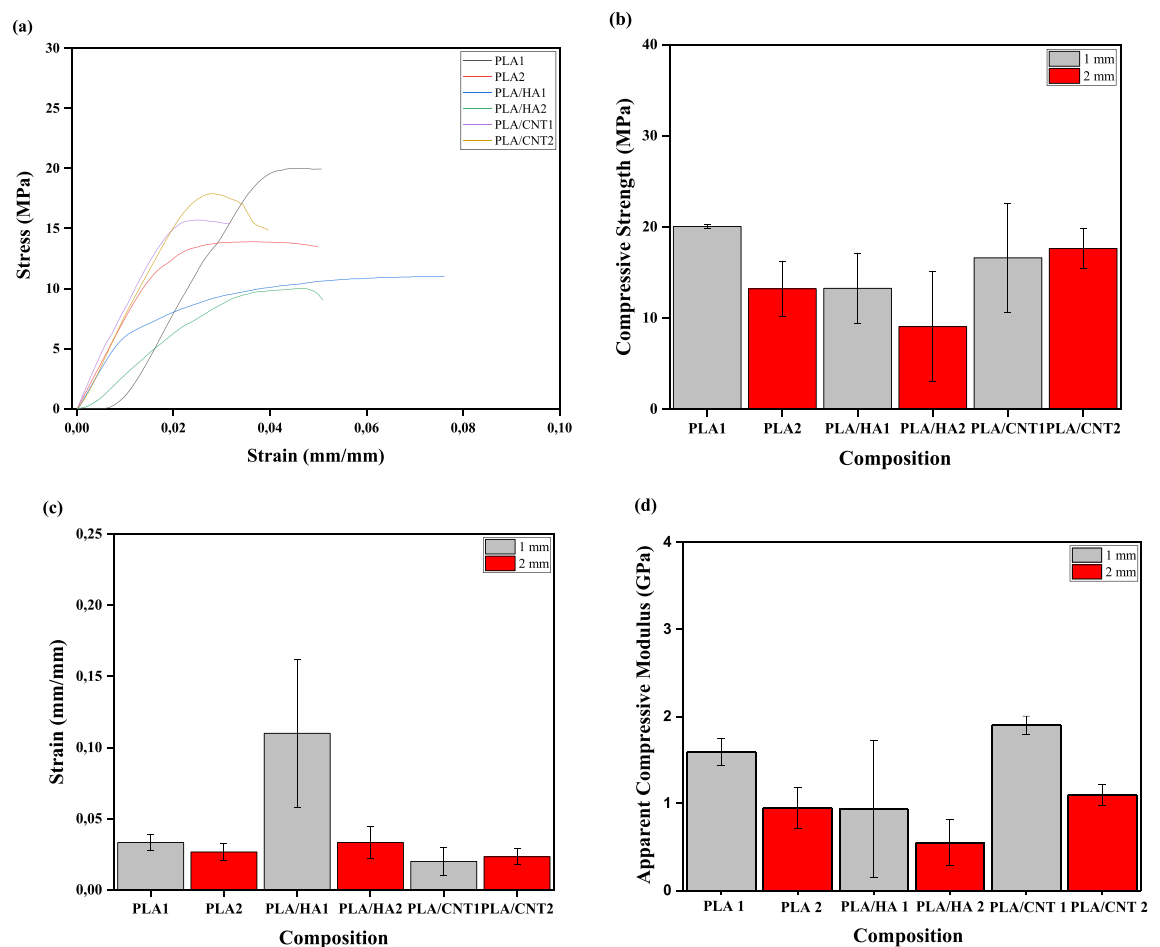 (a)
30
25
20
15
10
5
0
Stress (MPa)
PLA1
PLA2
PLA/HA1
PLA/HA2
PLA/CNT1
PLA/CNT2
0,00 0,02 0,04 0,06 0,08 0,10
Strain (mm/mm)
(b)
40
30
20
10
0
Compressive Strength (MPa)
1 mm
2 mm
PLA1 PLA2 PLA/HA1 PLA/HA2 PLA/CNT1 PLA/CNT2
Composition
(c)
0,25
0,20
0,15
0,10
0,05
0,00
Strain (mm/mm)
1 mm
2 mm
PLA1 PLA2 PLA/HA1 PLA/HA2 PLA/CNT1 PLA/CNT2
Composition
(d)
4
3
2
1
0
Apparent Compressive Modulus (GPa)
1 mm
2 mm
PLA 1 PLA 2 PLA/HA 1 PLA/HA 2 PLA/CNT 1 PLA/CNT 2
Composition